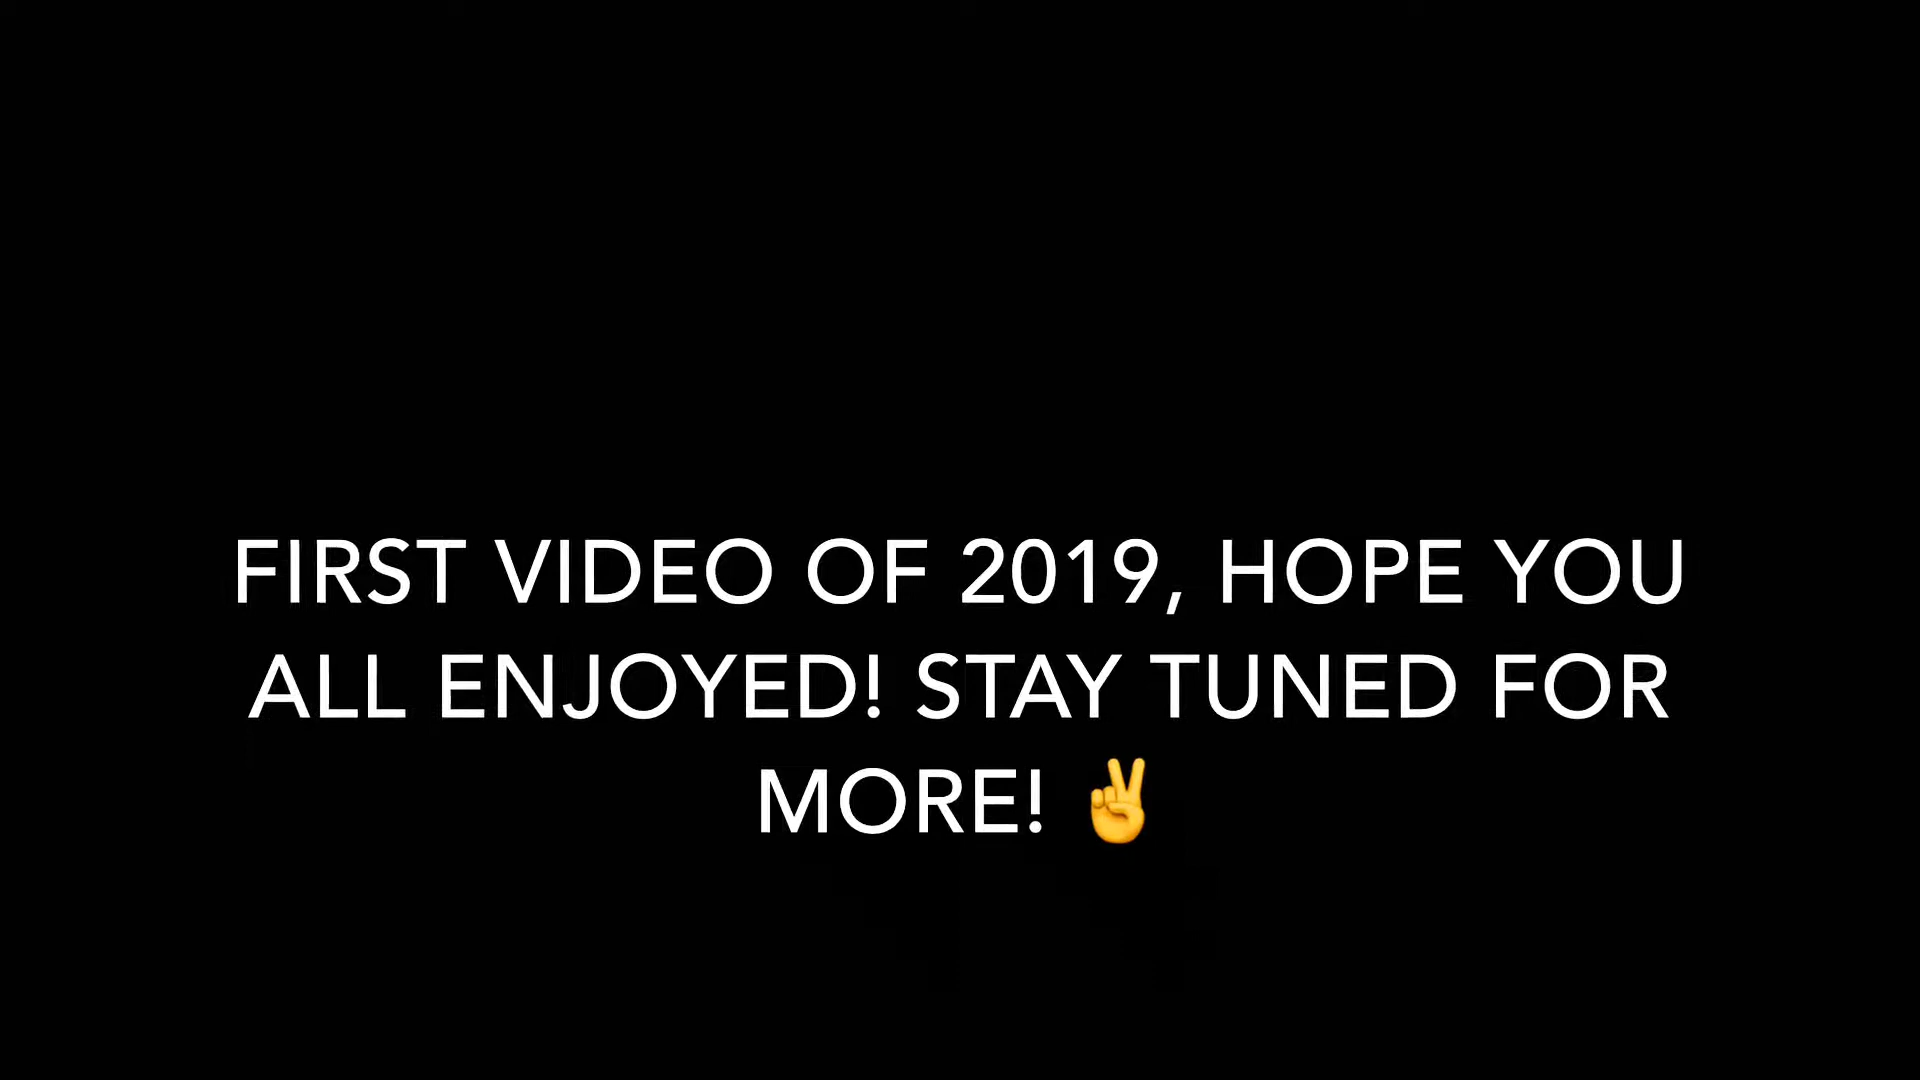 FIRST VIDEO OF 2019, HOPE YOU
ALL ENJOYED! STAY TUNED FOR
MORE! ✌️